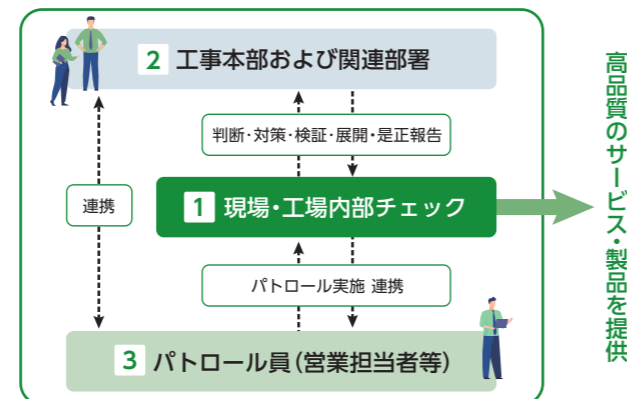 2 工事本部および関連部署
判断・対策・検証・展開・是正報告
連携
1 現場・工場内部チェック
パトロール実施 連携
3 パトロール員（営業担当者等）
高品質のサービス・製品を提供